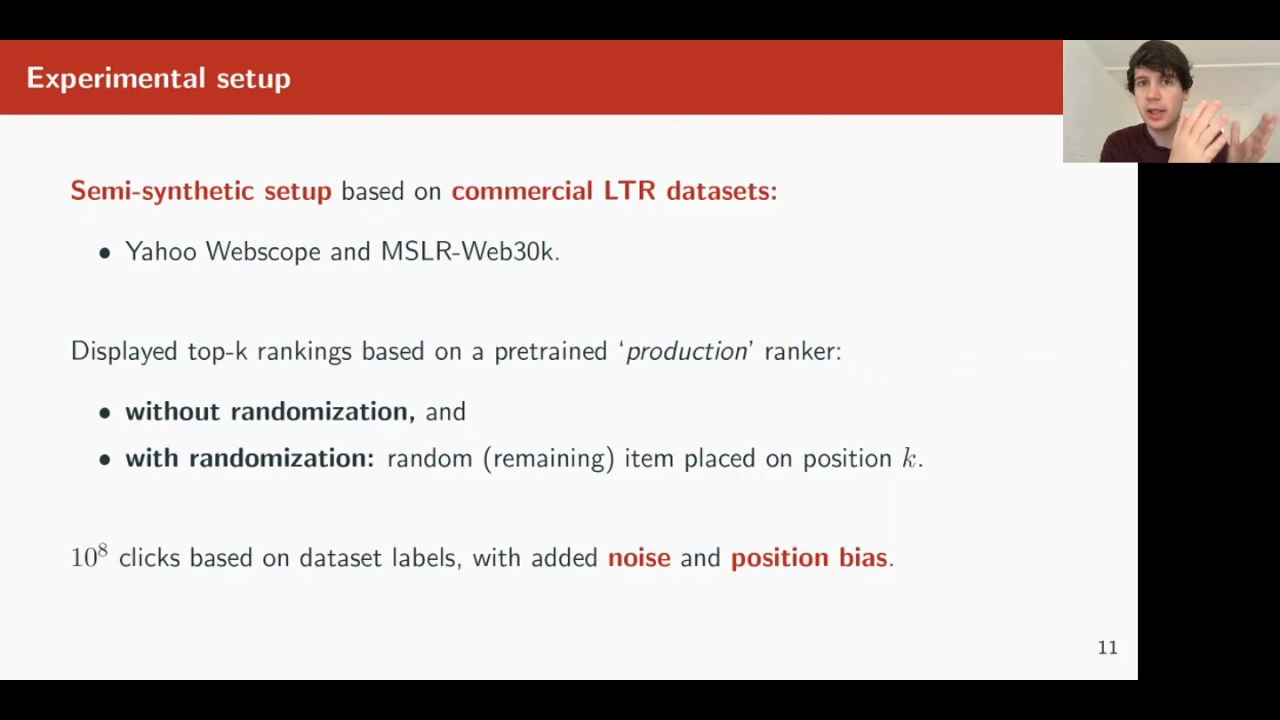 Experimental setup
Semi-synthetic setup based on commercial LTR datasets:
• Yahoo Webscope and MSLR-Web30k.
Displayed top-k rankings based on a pretrained ‘production’ ranker:
• without randomization, and
• with randomization: random (remaining) item placed on position k.
10⁸ clicks based on dataset labels, with added noise and position bias.
11